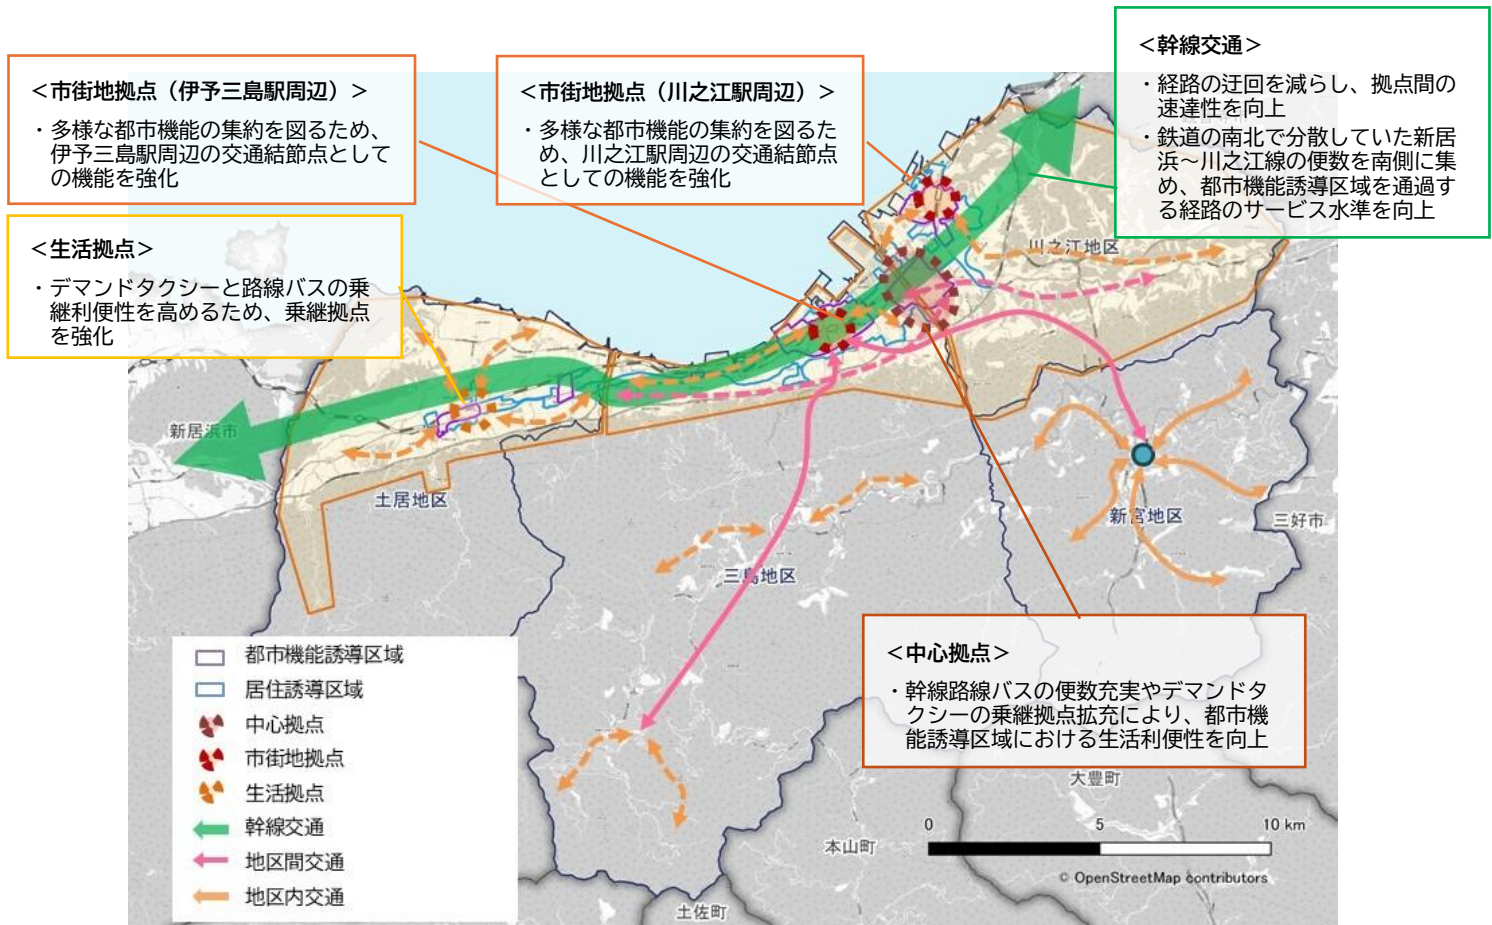 ＜市街地拠点（伊予三島駅周辺）＞
・多様な都市機能の集約を図るため、
伊予三島駅周辺の交通結節点として
の機能を強化
＜市街地拠点（川之江駅周辺）＞
・多様な都市機能の集約を図るた
め、川之江駅周辺の交通結節点
としての機能を強化
＜幹線交通＞
・経路の迂回を減らし、拠点間の
速達性を向上
・鉄道の南北で分散していた新居
浜～川之江線の便数を南側に集
め、都市機能誘導区域を通過す
る経路のサービス水準を向上
＜生活拠点＞
・デマンドタクシーと路線バスの乗
継利便性を高めるため、乗継拠点
を強化
川之江地区
新居浜市
土居地区
三島地区
新宮地区
三好市
＜中心拠点＞
・幹線路線バスの便数充実やデマンドタ
クシーの乗継拠点拡充により、都市機
能誘導区域における生活利便性を向上
大豊町
本山町
土佐町
都市機能誘導区域
居住誘導区域
中心拠点
市街地拠点
生活拠点
幹線交通
地区間交通
地区内交通
0 5 10 km
© OpenStreetMap contributors